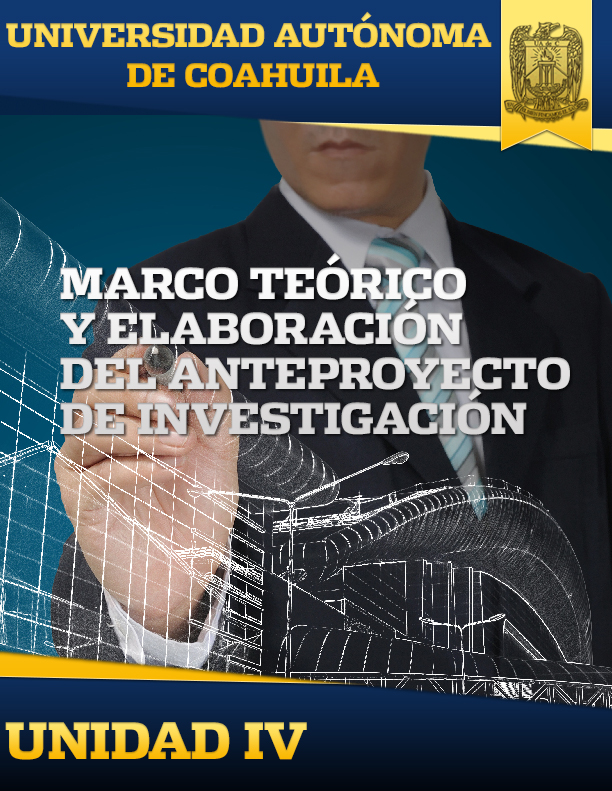 UNIVERSIDAD AUTÓNOMA
DE COAHUILA
MARCO TEÓRICO
Y ELABORACIÓN
DEL ANTEPROYECTO
DE INVESTIGACIÓN
UNIDAD IV